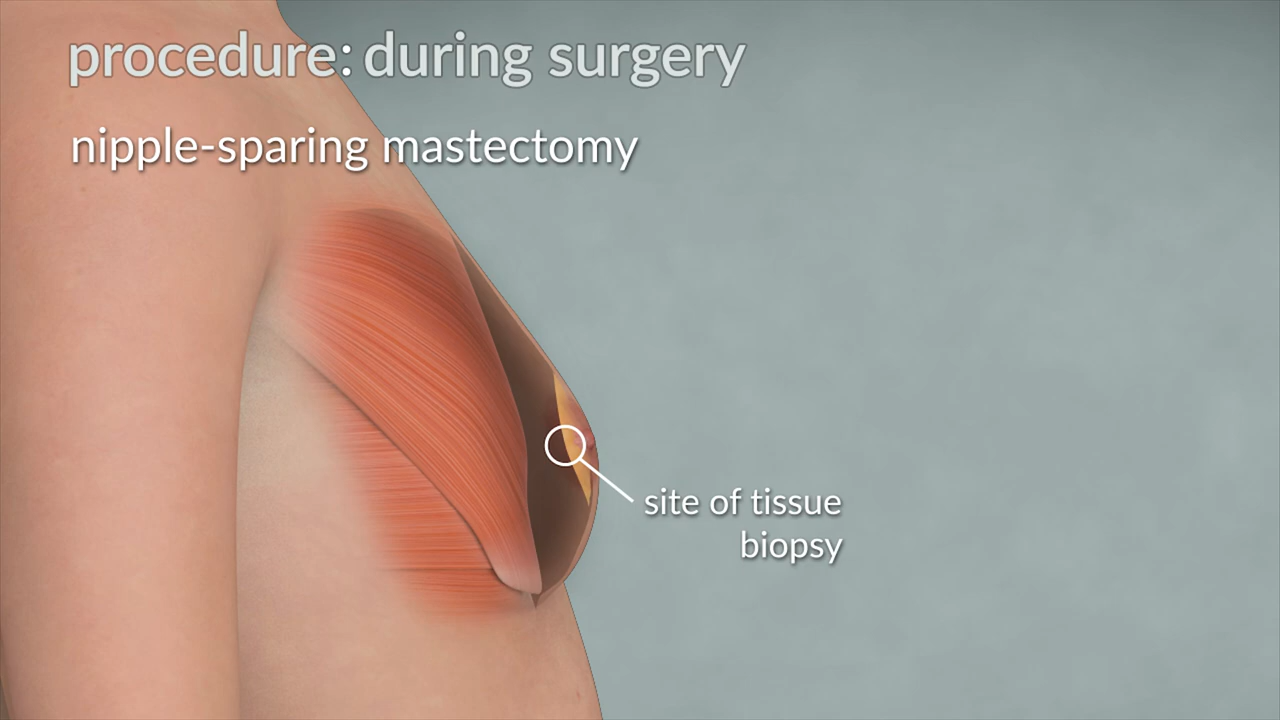 procedure: during surgery
nipple-sparing mastectomy
site of tissue
biopsy